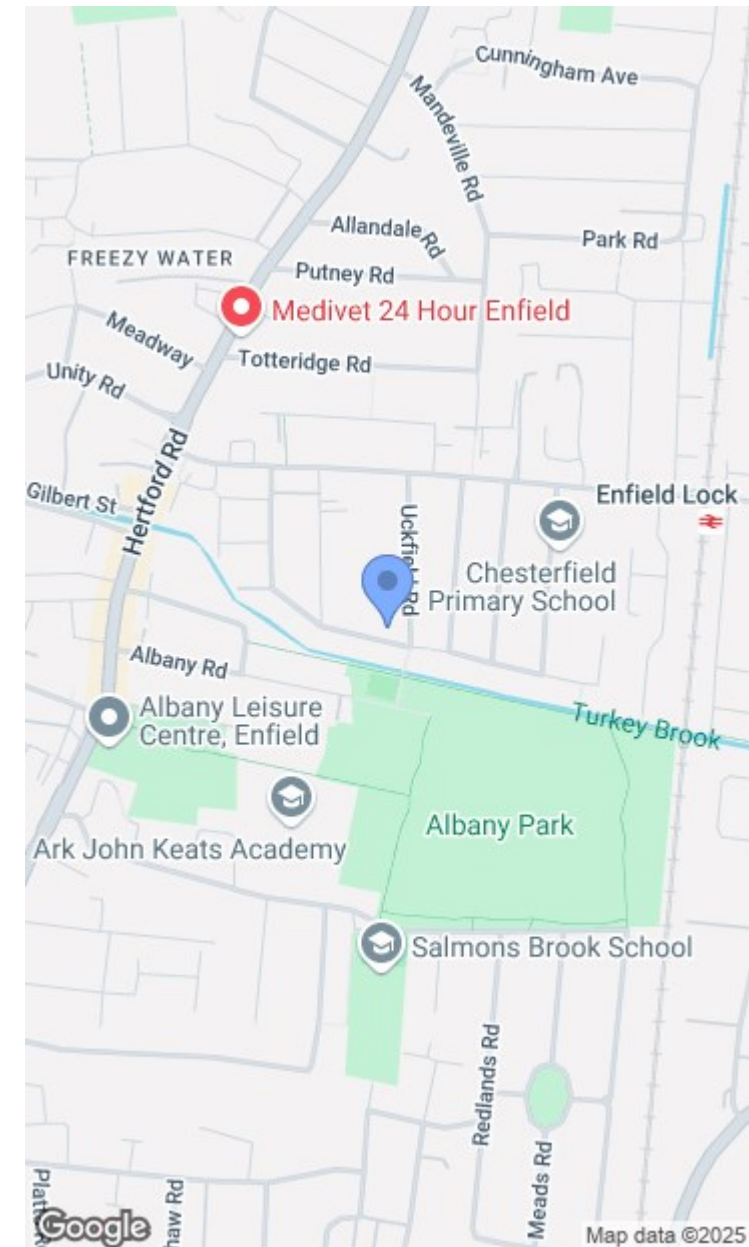 Cunningham Ave
Mandeville Rd
Allandale Rd
Park Rd
FREEZY WATER
Putney Rd
Medivet 24 Hour Enfield
Meadway
Totteridge Rd
Unity Rd
Hertford Rd
Gilbert St
Enfield Lock
Rd
Chesterfield
Primary School
Albany Rd
Albany Leisure
Centre, Enfield
Turkey Brook
Albany Park
Ark John Keats Academy
Salmons Brook School
Redlands Rd
Meads Rd
Google
Map data ©2025